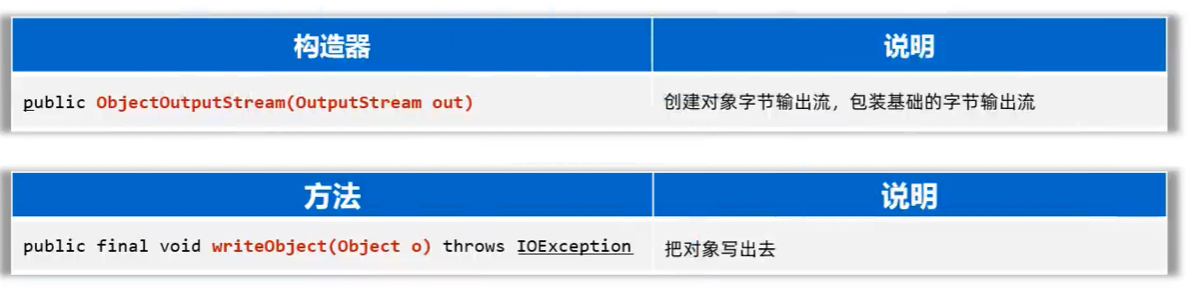 构造器 说明
public ObjectOutputStream(OutputStream out) 创建对象字节输出流，包装基础的字节输出流
方法 说明
public final void writeObject(Object o) throws IOException 把对象写出去